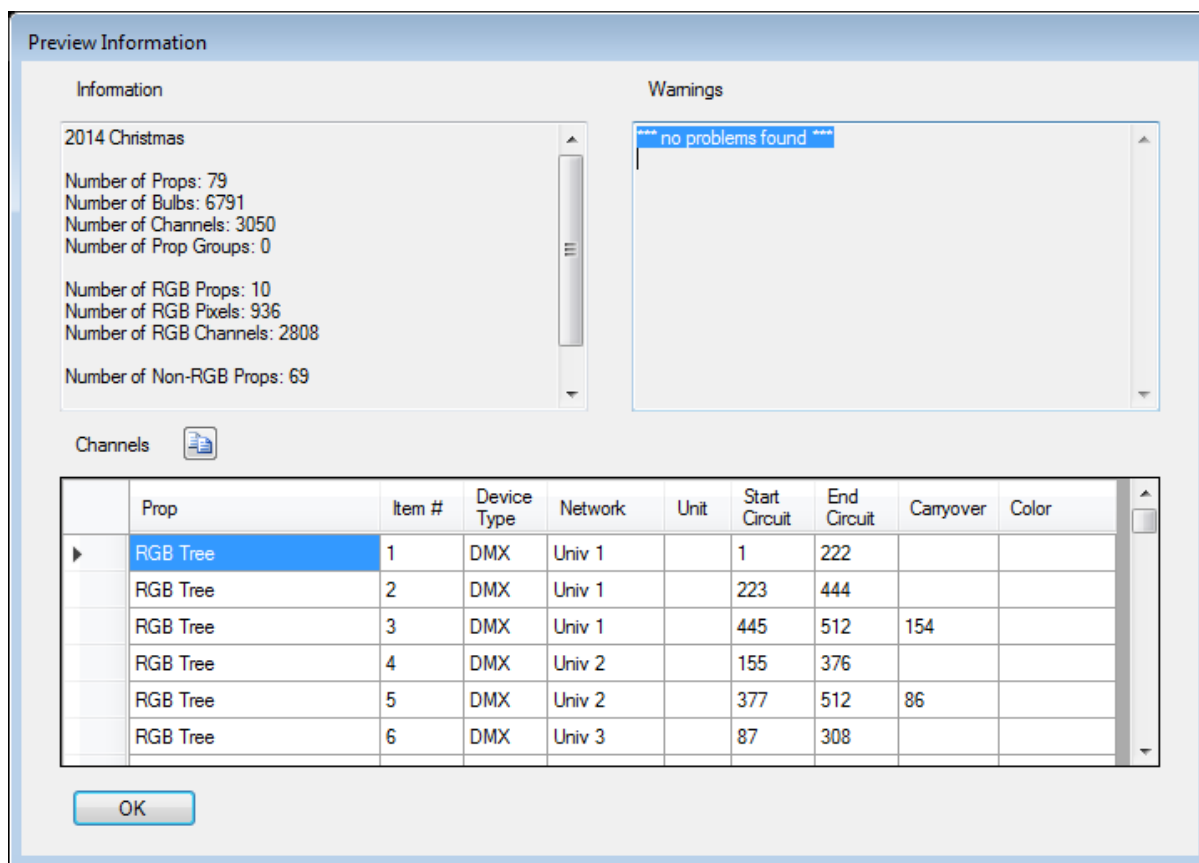 Preview Information
Information
Warnings
2014 Christmas
Number of Props: 79
Number of Bulbs: 6791
Number of Channels: 3050
Number of Prop Groups: 0
Number of RGB Props: 10
Number of RGB Pixels: 936
Number of RGB Channels: 2808
Number of Non-RGB Props: 69
*** no problems found ***
Channels
Prop Item # Device Type Network Unit Start Circuit End Circuit Carryover Color
RGB Tree 1 DMX Univ 1 1 222
RGB Tree 2 DMX Univ 1 223 444
RGB Tree 3 DMX Univ 1 445 512 154
RGB Tree 4 DMX Univ 2 155 376
RGB Tree 5 DMX Univ 2 377 512 86
RGB Tree 6 DMX Univ 3 87 308
OK